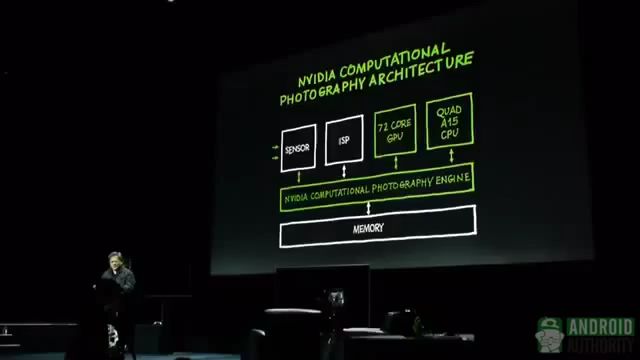 NVIDIA COMPUTATIONAL
PHOTOGRAPHY ARCHITECTURE
SENSOR
ISP
72 CORE
GPU
QUAD
A15
CPU
NVIDIA COMPUTATIONAL PHOTOGRAPHY ENGINE
MEMORY
ANDROID
AUTHORITY